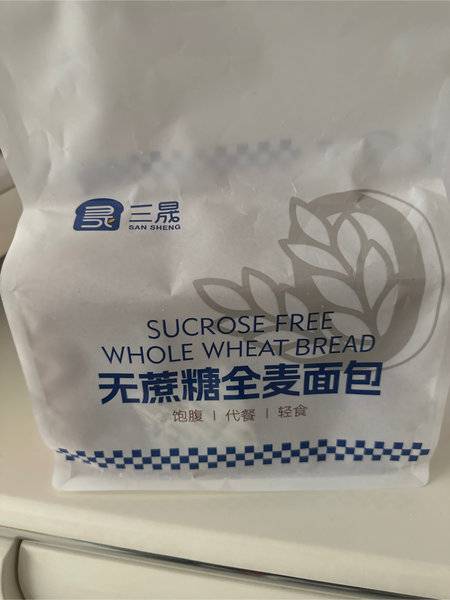 三晟
SAN SHENG
SUCROSE FREE
WHOLE WHEAT BREAD
无蔗糖全麦面包
饱腹 | 代餐 | 轻食